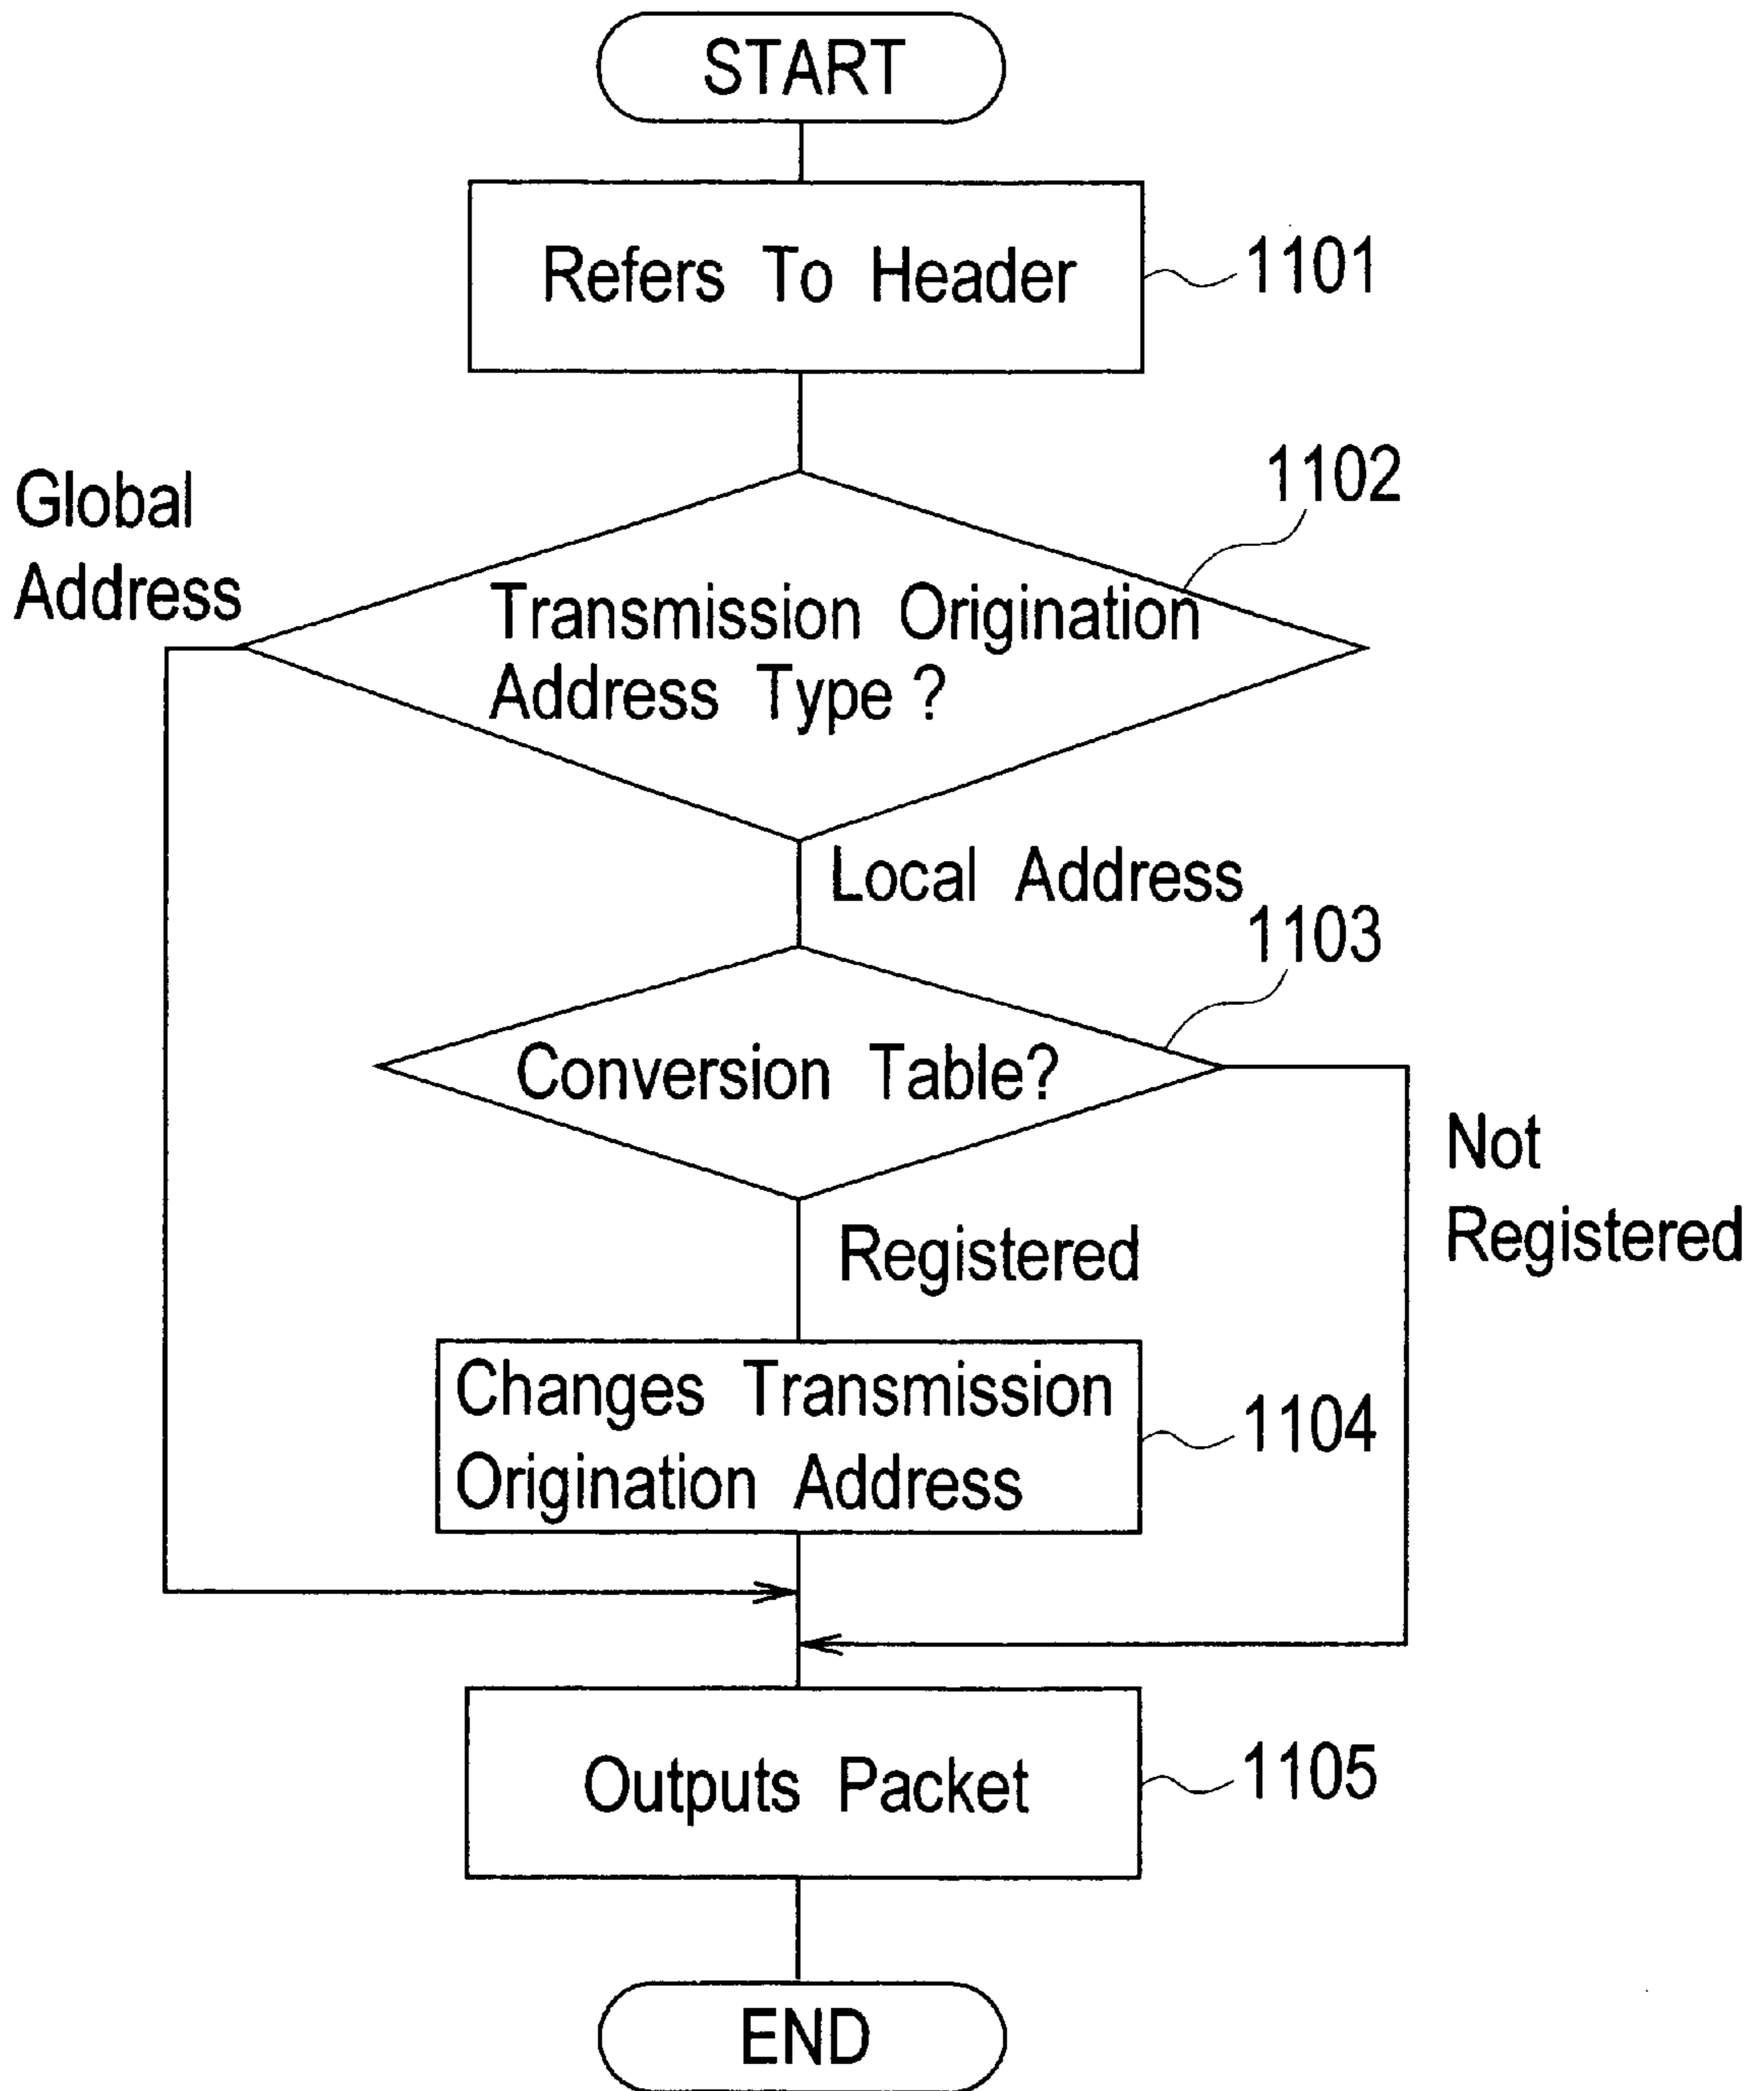 START
Refers To Header
1101
1102
Global
Address
Transmission Origination
Address Type ?
Local Address
1103
Conversion Table?
Not
Registered
Registered
Changes Transmission
Origination Address
1104
Outputs Packet
1105
END